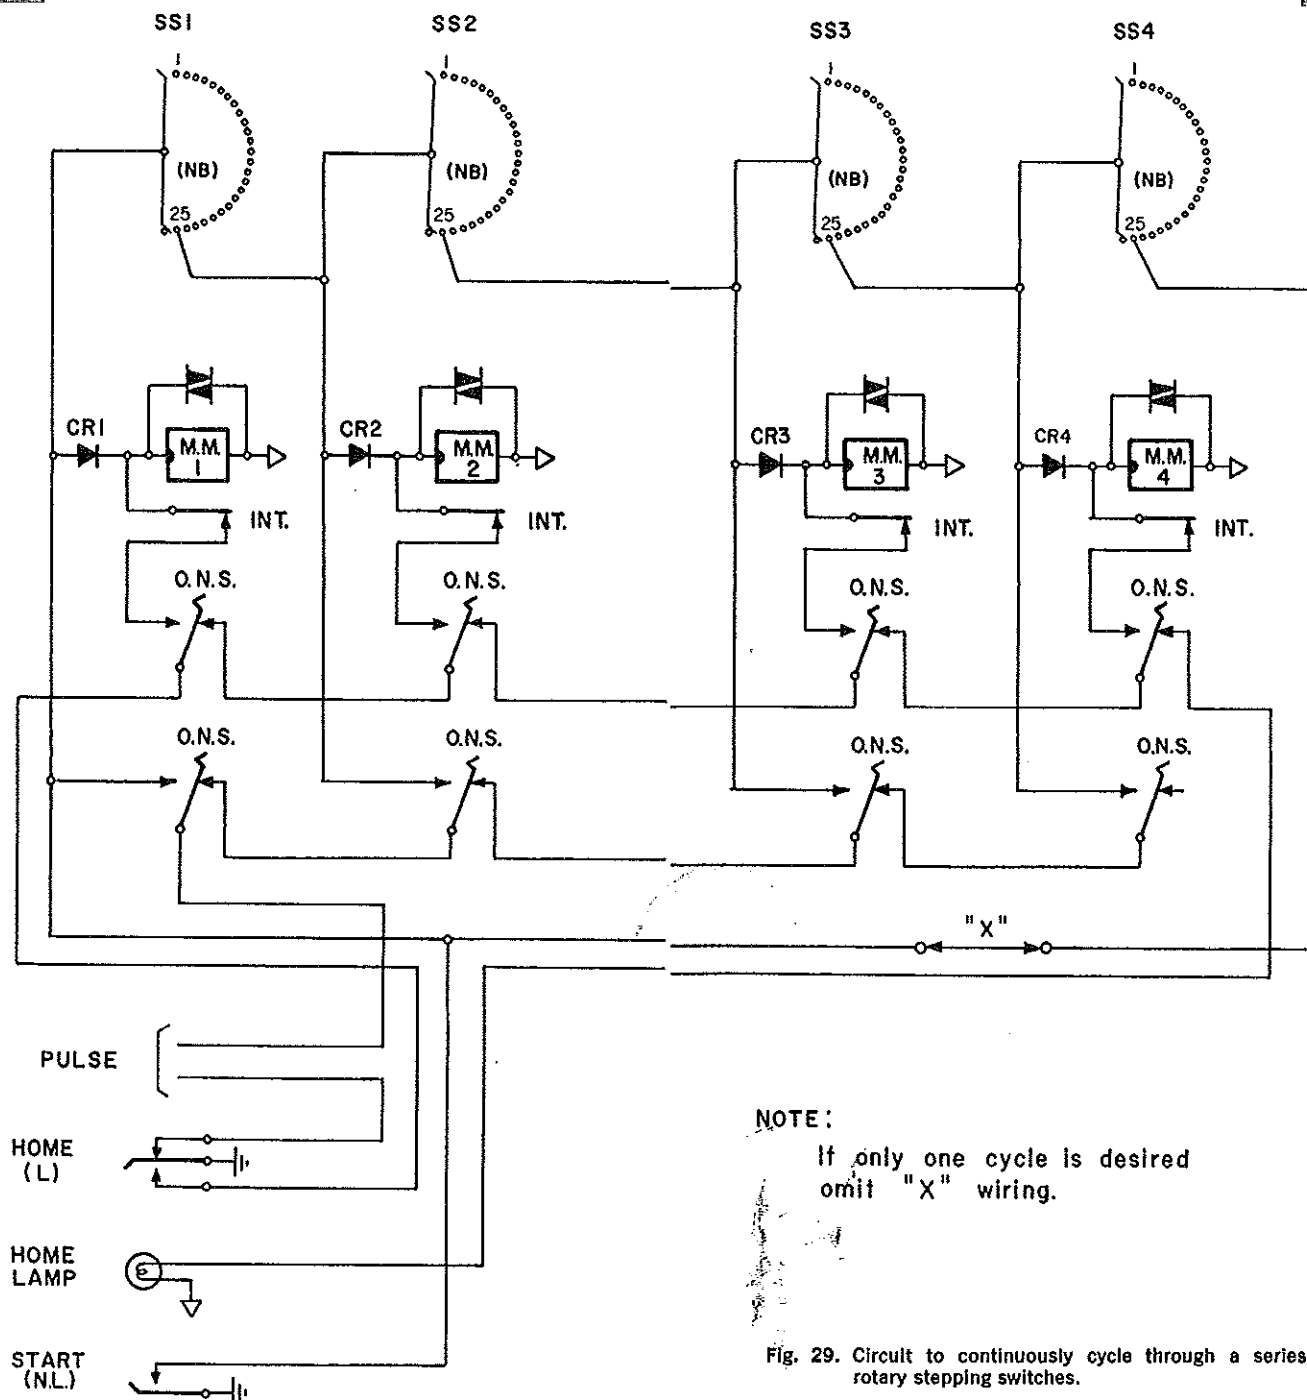 SS1 SS2 SS3 SS4
1 1 1 1
(NB) (NB) (NB) (NB)
25 25 25 25
CR1 M.M. 1 CR2 M.M. 2 CR3 M.M. 3 CR4 M.M. 4
INT. INT. INT.
O.N.S. O.N.S. O.N.S. O.N.S.
O.N.S. O.N.S. O.N.S. O.N.S.
"X"
PULSE
HOME
(L)
HOME
LAMP
START
(N.L.)
NOTE:
If only one cycle is desired
omit "X" wiring.
Fig. 29. Circuit to continuously cycle through a series
rotary stepping switches.